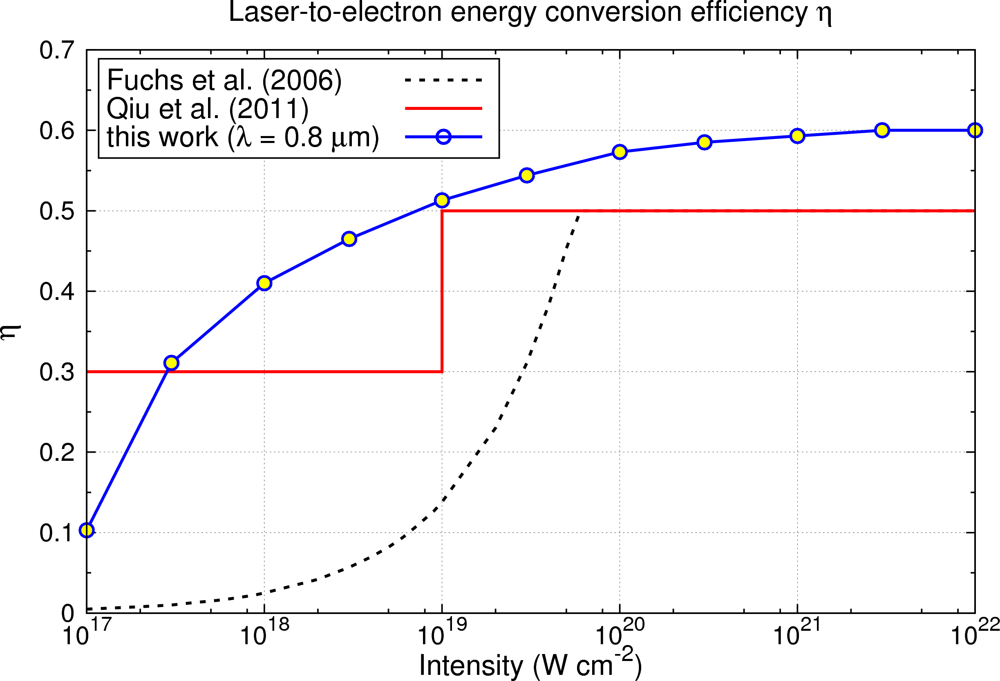 Laser-to-electron energy conversion efficiency η
0.7
0.6
0.5
0.4
0.3
0.2
0.1
0
η
Fuchs et al. (2006)
Qiu et al. (2011)
this work (λ = 0.8 μm)
10^17 10^18 10^19 10^20 10^21 10^22
Intensity (W cm^-2)